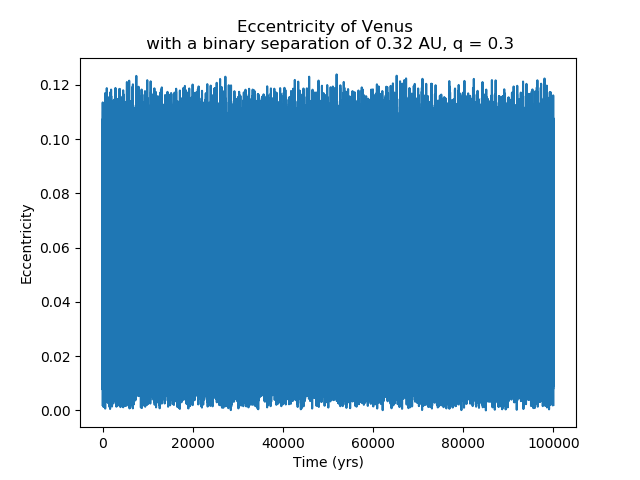 Eccentricity of Venus
with a binary separation of 0.32 AU, q = 0.3
0.12
0.10
0.08
0.06
0.04
0.02
0.00
Eccentricity
0 20000 40000 60000 80000 100000
Time (yrs)